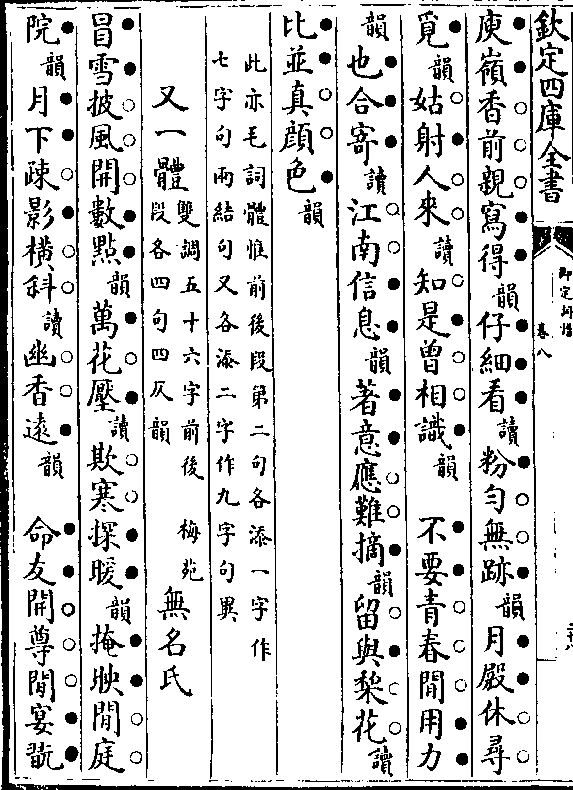 欽定四庫全書
御定詞譜
卷八
庾嶺香前親寫得韻仔細看讀粉勻無跡韻月殿休尋
覓韻姑射人來讀知是曾相識韻　不要青春閒用力
韻也合寄讀江南信息韻著意應難摘韻留與棃花讀
比並真顔色韻
此亦毛詞體惟前後段第二句各添一字作
七字句兩結句又各添二字作九字句異
又一體雙調五十六字前後段各四句四仄韻　梅苑　無名氏
冒雪披風開數點韻萬花壓讀欺寒探暖韻掩映閒庭
院韻月下疎影橫斜讀幽香遠韻　命友開尊閒宴翫